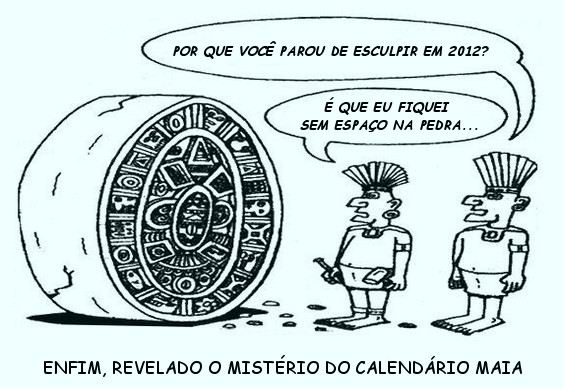 POR QUE VOCÊ PAROU DE ESCULPIR EM 2012?
É QUE EU FIQUEI
SEM ESPAÇO NA PEDRA...
ENFIM, REVELADO O MISTÉRIO DO CALENDÁRIO MAIA